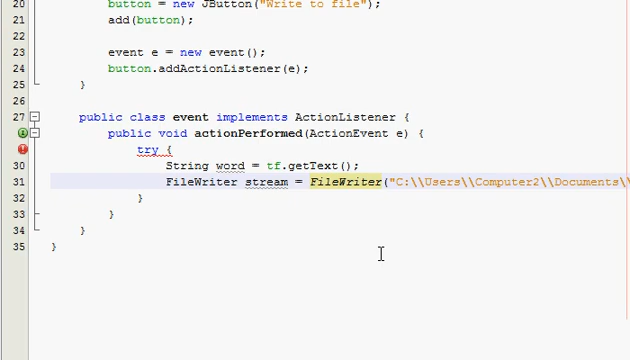 20 button = new JButton("Write to file");
21 add(button);
22
23 event e = new event();
24 button.addActionListener(e);
25 }
26
27 public class event implements ActionListener {
public void actionPerformed(ActionEvent e) {
try {
30 String word = tf.getText();
31 FileWriter stream = FileWriter("C:\\Users\\Computer2\\Documents\\
32 }
33 }
34 }
35 }